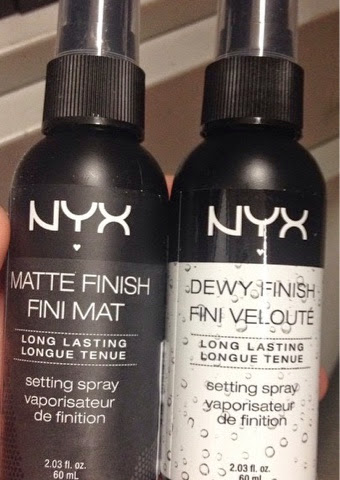 NYX
MATTE FINISH
FINI MAT
LONG LASTING
LONGUE TENUE
setting spray
vaporisateur
de finition
2.03 fl. oz.
60 mL
NYX
DEWY FINISH
FINI VELOUTÉ
LONG LASTING
LONGUE TENUE
setting spray
vaporisateur
de finition
2.03 fl. oz.
60 mL